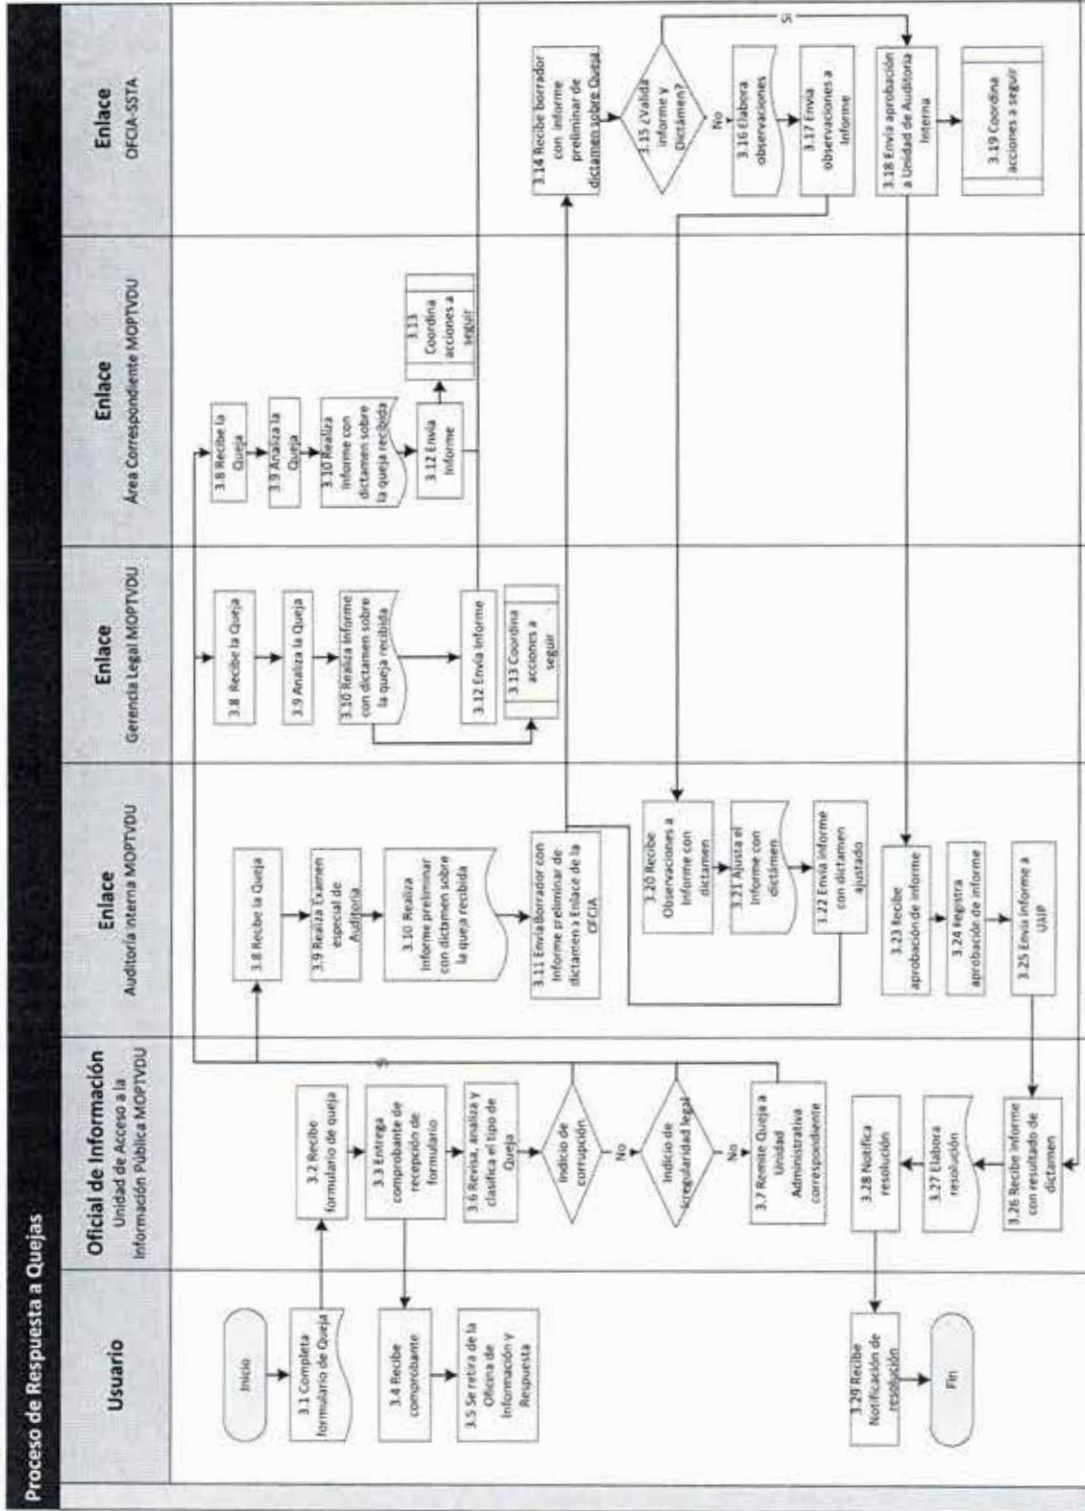 Proceso de Respuesta a Quejas
Usuario
Inicio
3.1 Completa
formulario de Queja
3.4 Recibe
comprobante
3.5 Se retira de la
Oficina de
Información y
Respuesta
3.29 Recibe
Notificación de
resolución
Fin
Oficial de Información
Unidad de Acceso a la
Información Pública MOPTVDU
3.2 Recibe
formulario de queja
3.3 Entrega
comprobante de
recepción de
formulario
3.6 Revisa, analiza y
clasifica el tipo de
Queja
Indicio de
corrupción
No
Indicio de
irregularidad legal
No
Si
3.7 Remite Queja a
Unidad
Administrativa
correspondiente
3.28 Notifica
resolución
3.27 Elabora
resolución
3.26 Recibe informe
con resultado de
dictamen
Enlace
Auditoría Interna MOPTVDU
3.8 Recibe la Queja
3.9 Realiza Examen
especial de
Auditoria
3.10 Realiza
Informe preliminar
con dictamen sobre
la queja recibida
3.11 Envía Borrador con
Informe preliminar de
dictamen a Enlace de la
OFCIA
3.20 Recibe
Observaciones a
Informe con
dictamen
3.21 Ajusta el
Informe con
dictámen
3.22 Envía informe
con dictamen
ajustado
3.23 Recibe
aprobación de informe
3.24 Registra
aprobación de informe
3.25 Envía informe a
UAIP
Enlace
Gerencia Legal MOPTVDU
3.8 Recibe la Queja
3.9 Analiza la Queja
3.10 Realiza Informe
con dictamen sobre
la queja recibida
3.12 Envía Informe
3.13 Coordina
acciones a
seguir
Enlace
Área Correspondiente MOPTVDU
3.8 Recibe la
Queja
3.9 Analiza la
Queja
3.10 Realiza
Informe con
dictamen sobre
la queja recibida
3.12 Envía
Informe
3.13
Coordina
acciones a
seguir
Enlace
OFCIA-SSTA
3.14 Recibe borrador
con informe
preliminar de
dictamen sobre Queja
3.15 ¿Valida
informe y
Dictámen?
Si
No
3.16 Elabora
observaciones
3.17 Envía
observaciones a
Informe
3.18 Envía aprobación
a Unidad de Auditoria
Interna
3.19 Coordina
acciones a seguir